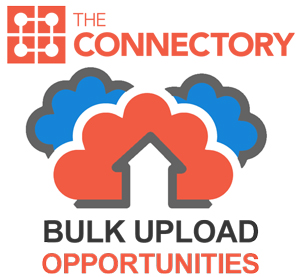 THE
CONNECTORY
BULK UPLOAD
OPPORTUNITIES